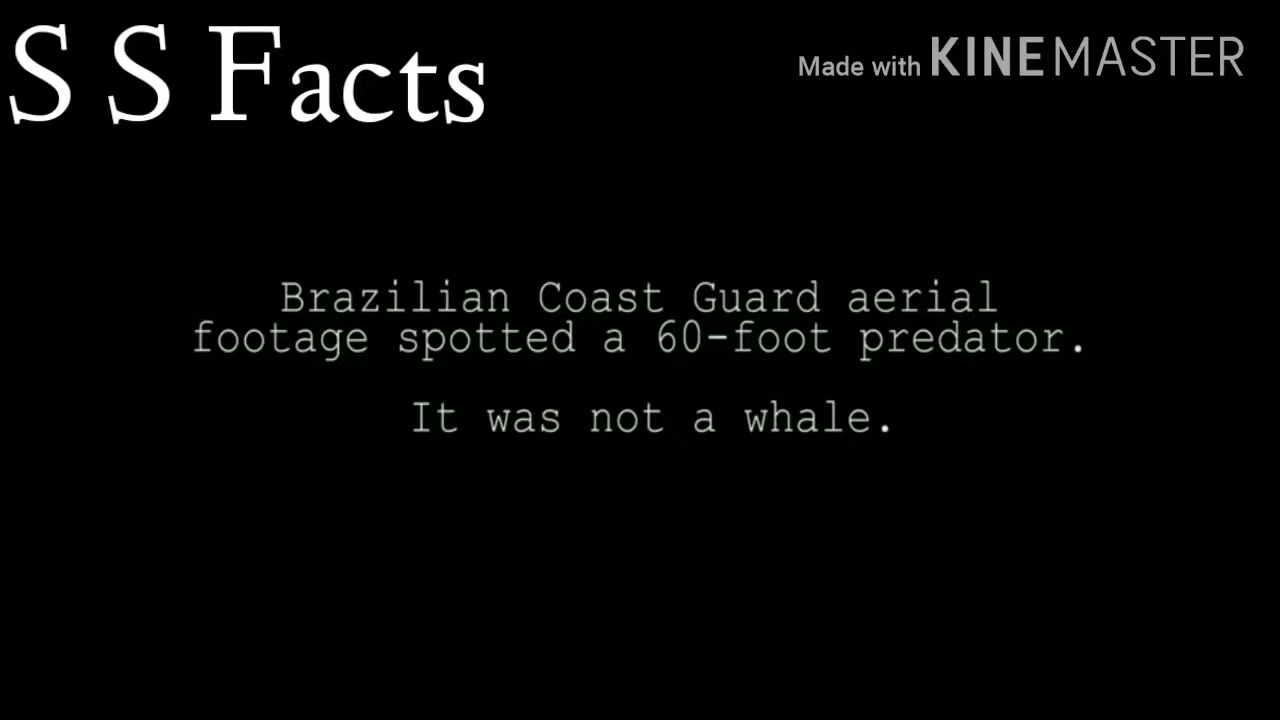 S S Facts
Made with KINEMASTER
Brazilian Coast Guard aerial
footage spotted a 60-foot predator.
It was not a whale.